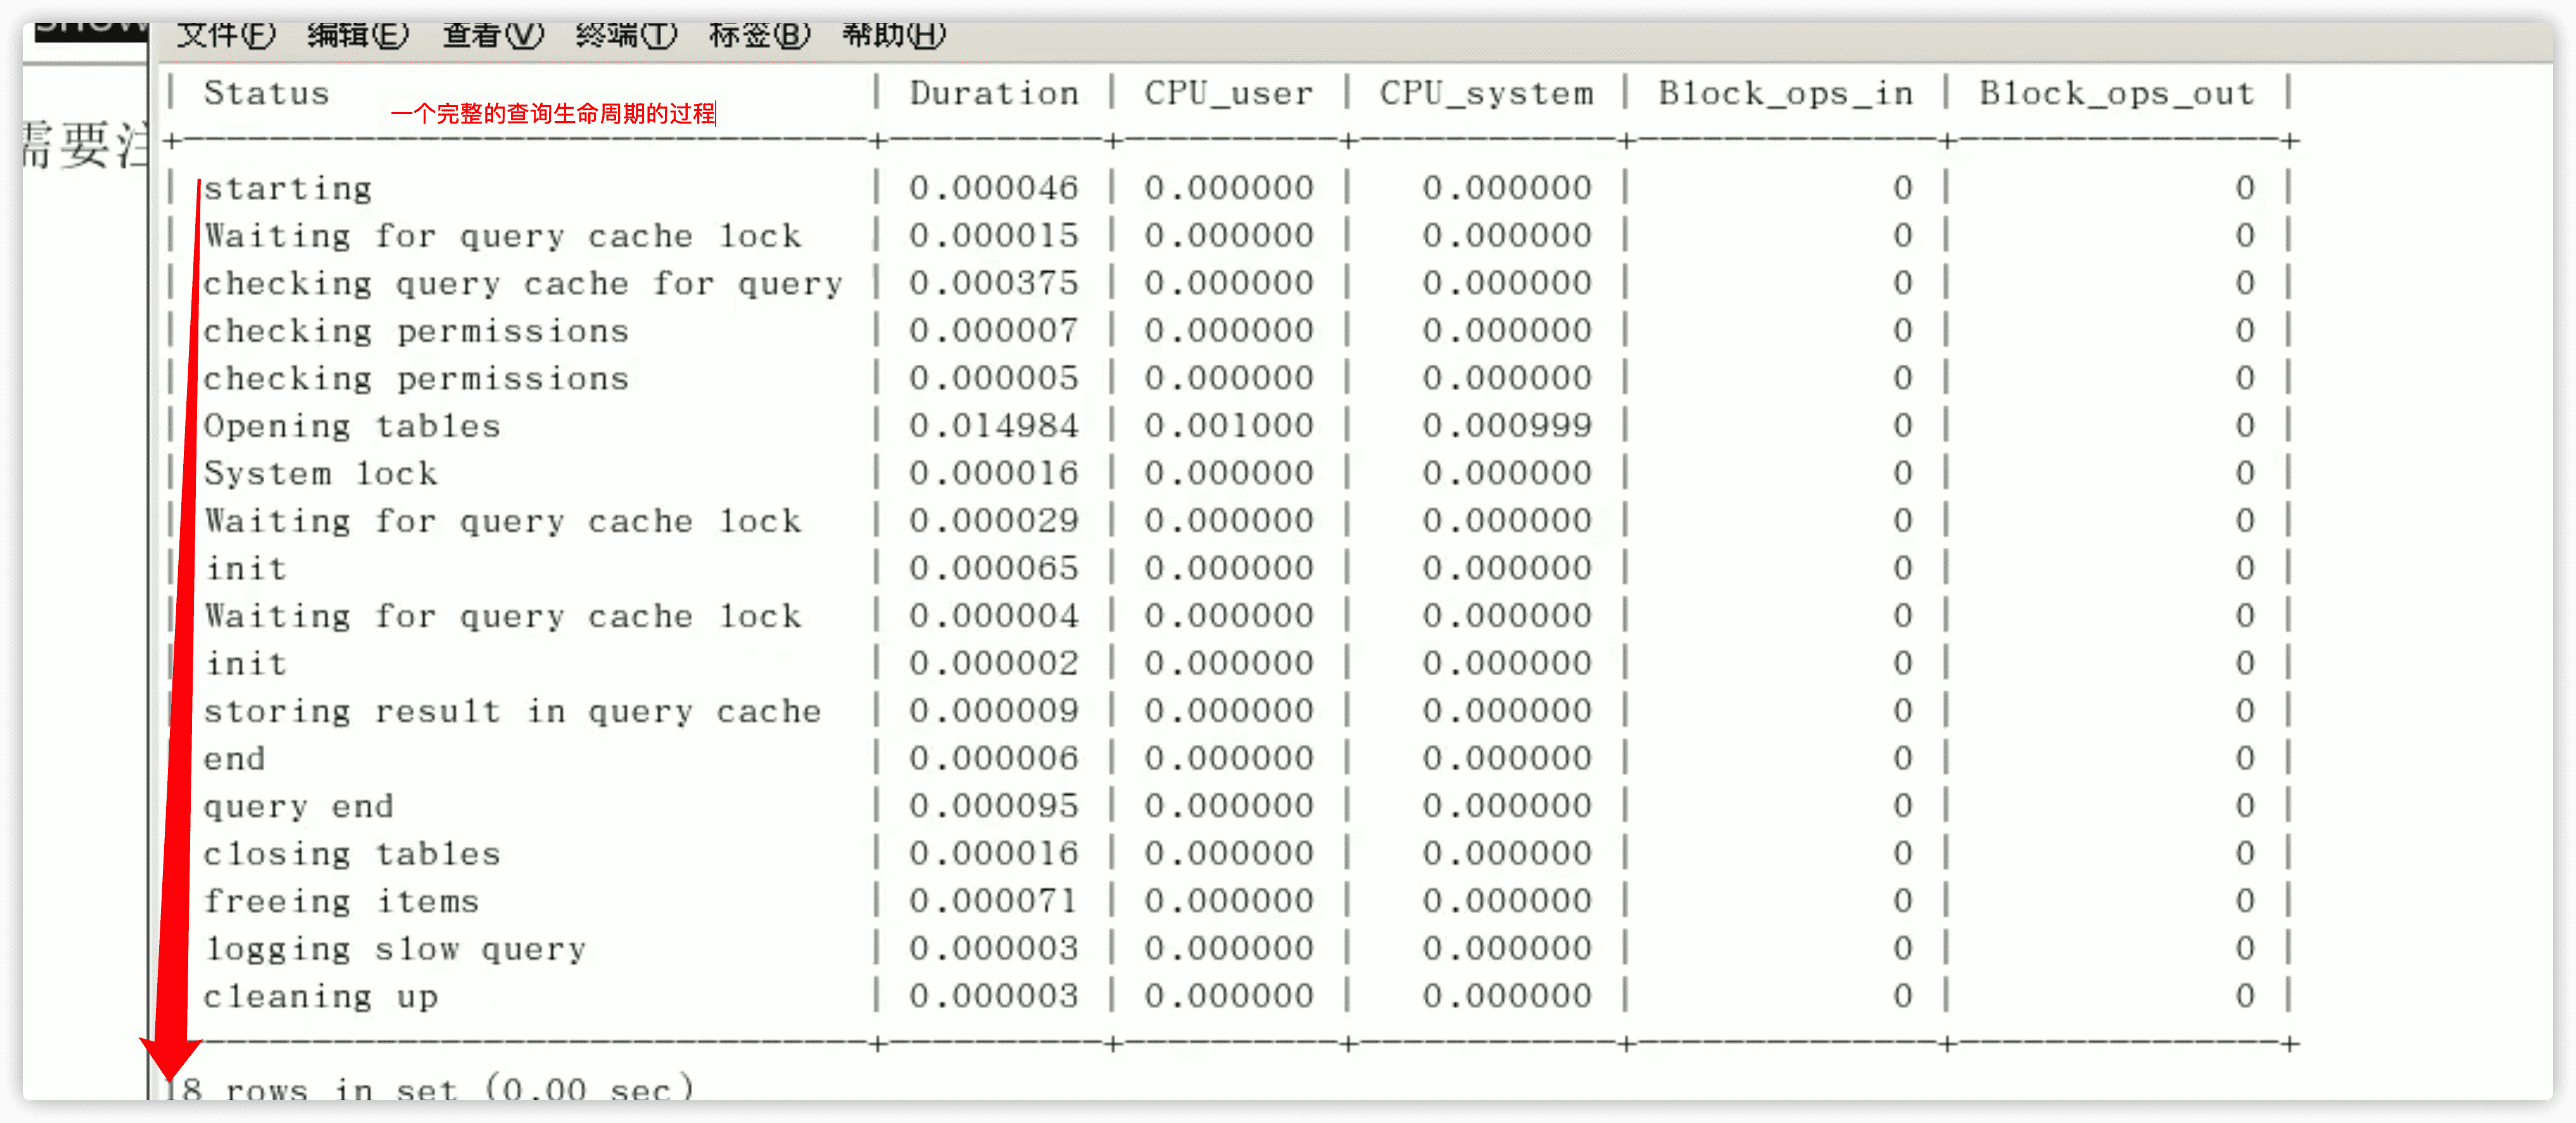 文件(F) 编辑(E) 查看(V) 终端(T) 标签(B) 帮助(H)
| Status | Duration | CPU_user | CPU_system | Block_ops_in | Block_ops_out |
一个完整的查询生命周期的过程
需要注
| starting | 0.000046 | 0.000000 | 0.000000 | 0 | 0 |
| Waiting for query cache lock | 0.000015 | 0.000000 | 0.000000 | 0 | 0 |
| checking query cache for query | 0.000375 | 0.000000 | 0.000000 | 0 | 0 |
| checking permissions | 0.000007 | 0.000000 | 0.000000 | 0 | 0 |
| checking permissions | 0.000005 | 0.000000 | 0.000000 | 0 | 0 |
| Opening tables | 0.014984 | 0.001000 | 0.000999 | 0 | 0 |
| System lock | 0.000016 | 0.000000 | 0.000000 | 0 | 0 |
| Waiting for query cache lock | 0.000029 | 0.000000 | 0.000000 | 0 | 0 |
| init | 0.000065 | 0.000000 | 0.000000 | 0 | 0 |
| Waiting for query cache lock | 0.000004 | 0.000000 | 0.000000 | 0 | 0 |
| init | 0.000002 | 0.000000 | 0.000000 | 0 | 0 |
| storing result in query cache | 0.000009 | 0.000000 | 0.000000 | 0 | 0 |
| end | 0.000006 | 0.000000 | 0.000000 | 0 | 0 |
| query end | 0.000095 | 0.000000 | 0.000000 | 0 | 0 |
| closing tables | 0.000016 | 0.000000 | 0.000000 | 0 | 0 |
| freeing items | 0.000071 | 0.000000 | 0.000000 | 0 | 0 |
| logging slow query | 0.000003 | 0.000000 | 0.000000 | 0 | 0 |
| cleaning up | 0.000003 | 0.000000 | 0.000000 | 0 | 0 |
18 rows in set (0.00 sec)